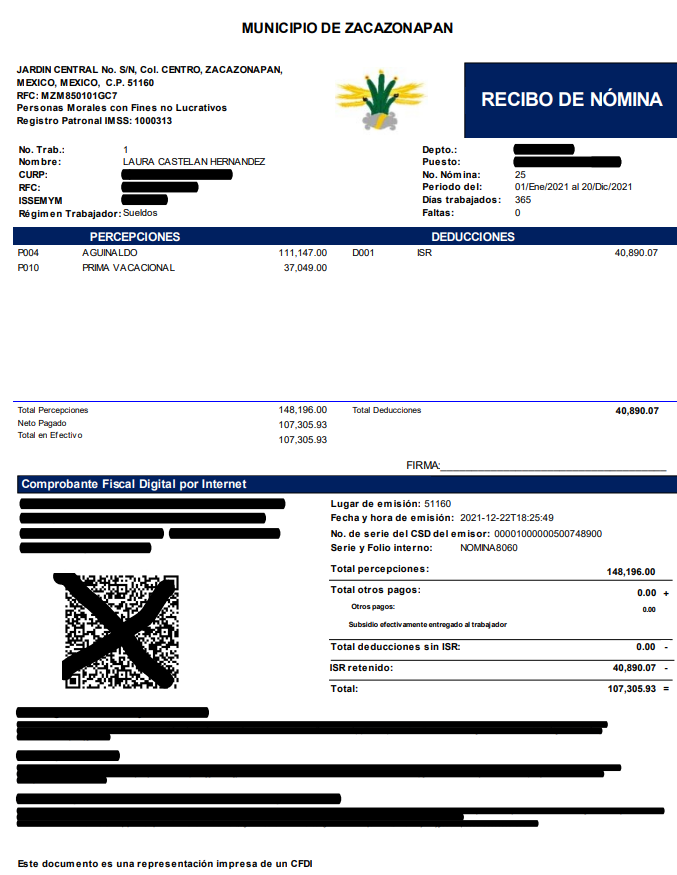 MUNICIPIO DE ZACAZONAPAN
JARDIN CENTRAL No. S/N, Col. CENTRO, ZACAZONAPAN,
MEXICO, MEXICO, C.P. 51160
RFC: MZM850101GC7
Personas Morales con Fines no Lucrativos
Registro Patronal IMSS: 1000313
RECIBO DE NÓMINA
No. Trab.: 1
Nombre: LAURA CASTELAN HERNANDEZ
CURP:
RFC:
ISSEMYM
Régimen Trabajador: Sueldos
Depto.:
Puesto:
No. Nómina: 25
Periodo del: 01/Ene/2021 al 20/Dic/2021
Días trabajados: 365
Faltas: 0
PERCEPCIONES DEDUCCIONES
P004 AGUINALDO 111,147.00 D001 ISR 40,890.07
P010 PRIMA VACACIONAL 37,049.00
Total Percepciones 148,196.00 Total Deducciones 40,890.07
Neto Pagado 107,305.93
Total en Efectivo 107,305.93
FIRMA:
Comprobante Fiscal Digital por Internet
Lugar de emisión: 51160
Fecha y hora de emisión: 2021-12-22T18:25:49
No. de serie del CSD del emisor: 00001000000500748900
Serie y Folio interno: NOMINA8060
Total percepciones: 148,196.00
Total otros pagos: 0.00 +
Otros pagos: 0.00
Subsidio efectivamente entregado al trabajador
Total deducciones sin ISR: 0.00 -
ISR retenido: 40,890.07 -
Total: 107,305.93 =
Este documento es una representación impresa de un CFDI